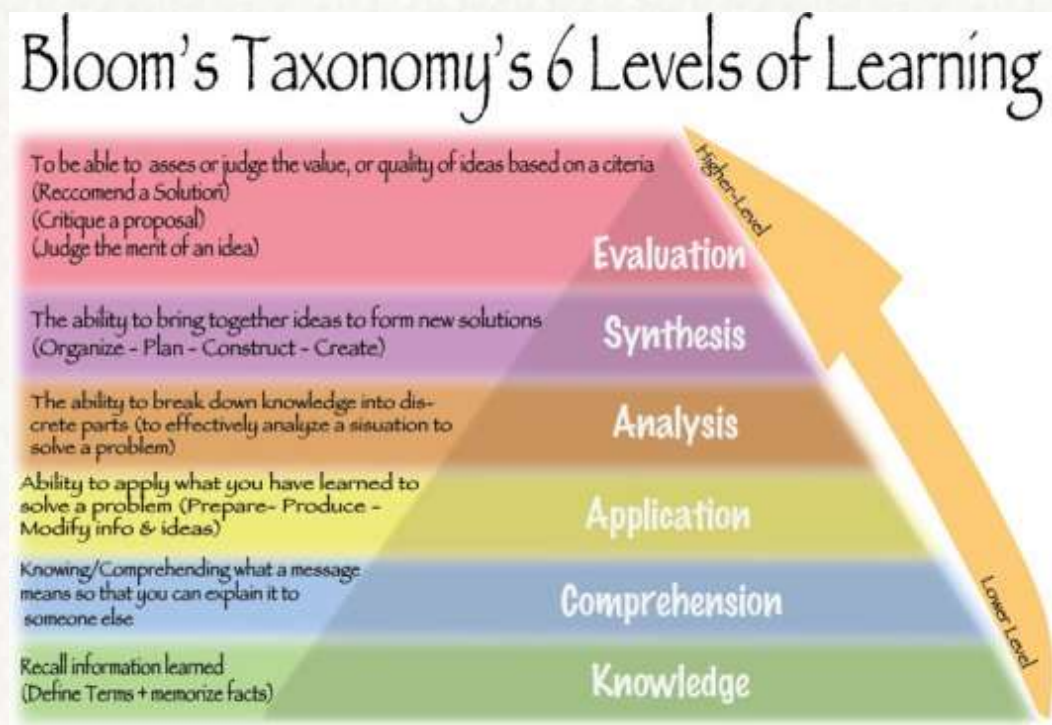 Bloom's Taxonomy's 6 Levels of Learning
To be able to asses or judge the value, or quality of ideas based on a citeria
(Reccomend a Solution)
(Critique a proposal)
(Judge the merit of an idea)
Evaluation
Higher-Level
The ability to bring together ideas to form new solutions
(Organize - Plan - Construct - Create)
Synthesis
The ability to break down knowledge into dis-
crete parts (to effectively analyze a sisuation to
solve a problem)
Analysis
Ability to apply what you have learned to
solve a problem (Prepare- Produce -
Modify info & ideas)
Application
Knowing/Comprehending what a message
means so that you can explain it to
someone else
Comprehension
Lower Level
Recall information learned
(Define Terms + memorize facts)
Knowledge